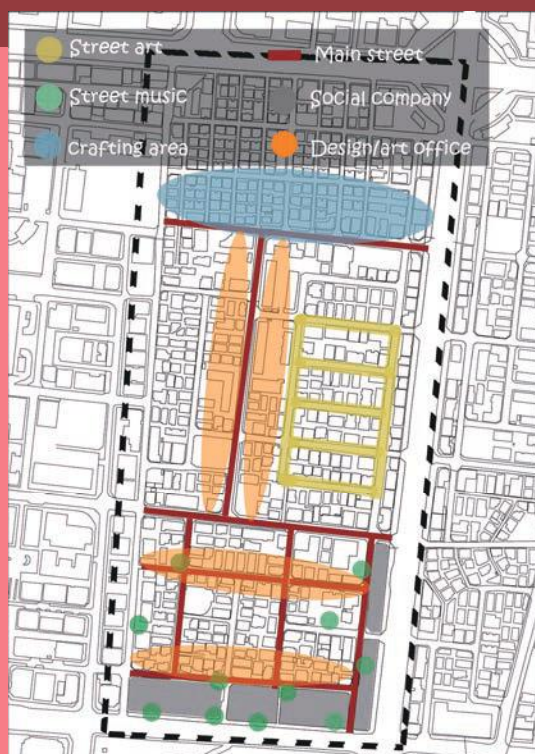 Street art
Main street
Street music
Social company
crafting area
Design/art office